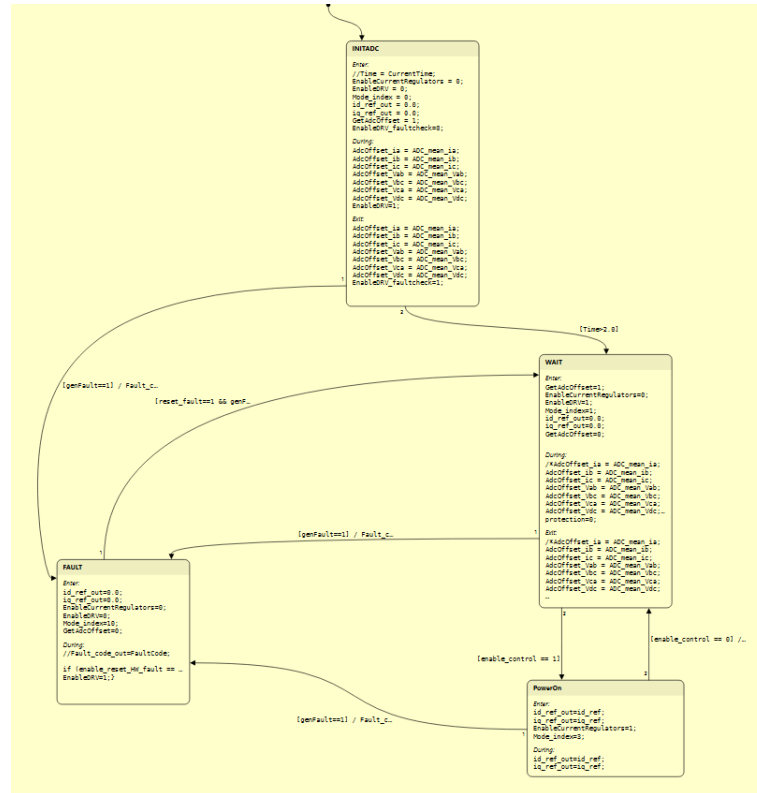 INITADC
Enter:
//Time = CurrentTime;
EnableCurrentRegulators = 0;
EnableDRV = 0;
Mode_index = 0;
id_ref_out = 0.0;
iq_ref_out = 0.0;
GetAdcOffset = 1;
EnableDRV_faultcheck=0;
During:
AdcOffset_ia = ADC_mean_ia;
AdcOffset_ib = ADC_mean_ib;
AdcOffset_ic = ADC_mean_ic;
AdcOffset_Vab = ADC_mean_Vab;
AdcOffset_Vbc = ADC_mean_Vbc;
AdcOffset_Vca = ADC_mean_Vca;
AdcOffset_Vdc = ADC_mean_Vdc;
EnableDRV=1;
Exit:
AdcOffset_ia = ADC_mean_ia;
AdcOffset_ib = ADC_mean_ib;
AdcOffset_ic = ADC_mean_ic;
AdcOffset_Vab = ADC_mean_Vab;
AdcOffset_Vbc = ADC_mean_Vbc;
AdcOffset_Vca = ADC_mean_Vca;
AdcOffset_Vdc = ADC_mean_Vdc;
EnableDRV_faultcheck=1;
1
2
[Time>2.0]
[genFault==1] / Fault_c…
[reset_fault==1 && genF…
WAIT
Enter:
GetAdcOffset=1;
EnableCurrentRegulators=0;
EnableDRV=1;
Mode_index=1;
id_ref_out=0.0;
iq_ref_out=0.0;
GetAdcOffset=0;
During:
/*AdcOffset_ia = ADC_mean_ia;
AdcOffset_ib = ADC_mean_ib;
AdcOffset_ic = ADC_mean_ic;
AdcOffset_Vab = ADC_mean_Vab;
AdcOffset_Vbc = ADC_mean_Vbc;
AdcOffset_Vca = ADC_mean_Vca;
AdcOffset_Vdc = ADC_mean_Vdc;…
protection=0;
Exit:
/*AdcOffset_ia = ADC_mean_ia;
AdcOffset_ib = ADC_mean_ib;
AdcOffset_ic = ADC_mean_ic;
AdcOffset_Vab = ADC_mean_Vab;
AdcOffset_Vbc = ADC_mean_Vbc;
AdcOffset_Vca = ADC_mean_Vca;
AdcOffset_Vdc = ADC_mean_Vdc;
…
1
[genFault==1] / Fault_c…
1
FAULT
Enter:
id_ref_out=0.0;
iq_ref_out=0.0;
EnableCurrentRegulators=0;
EnableDRV=0;
Mode_index=10;
GetAdcOffset=0;
During:
//Fault_code_out=FaultCode;
if (enable_reset_HW_fault == …
EnableDRV=1;}
2
[enable_control == 1]
[enable_control == 0] /…
2
PowerOn
Enter:
id_ref_out=id_ref;
iq_ref_out=iq_ref;
EnableCurrentRegulators=1;
Mode_index=3;
During:
id_ref_out=id_ref;
iq_ref_out=iq_ref;
1
[genFault==1] / Fault_c…